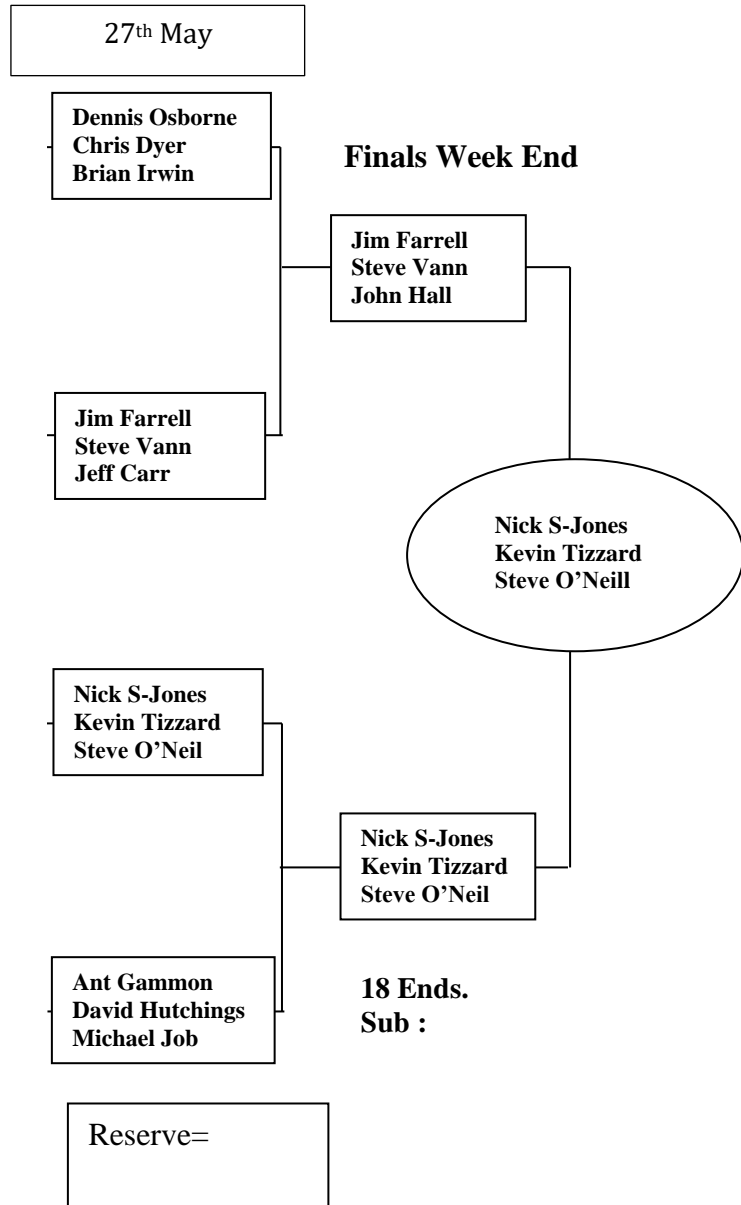 27th May
Dennis Osborne
Chris Dyer
Brian Irwin
Finals Week End
Jim Farrell
Steve Vann
John Hall
Jim Farrell
Steve Vann
Jeff Carr
Nick S-Jones
Kevin Tizzard
Steve O’Neill
Nick S-Jones
Kevin Tizzard
Steve O’Neil
Nick S-Jones
Kevin Tizzard
Steve O’Neil
Ant Gammon
David Hutchings
Michael Job
18 Ends.
Sub :
Reserve=